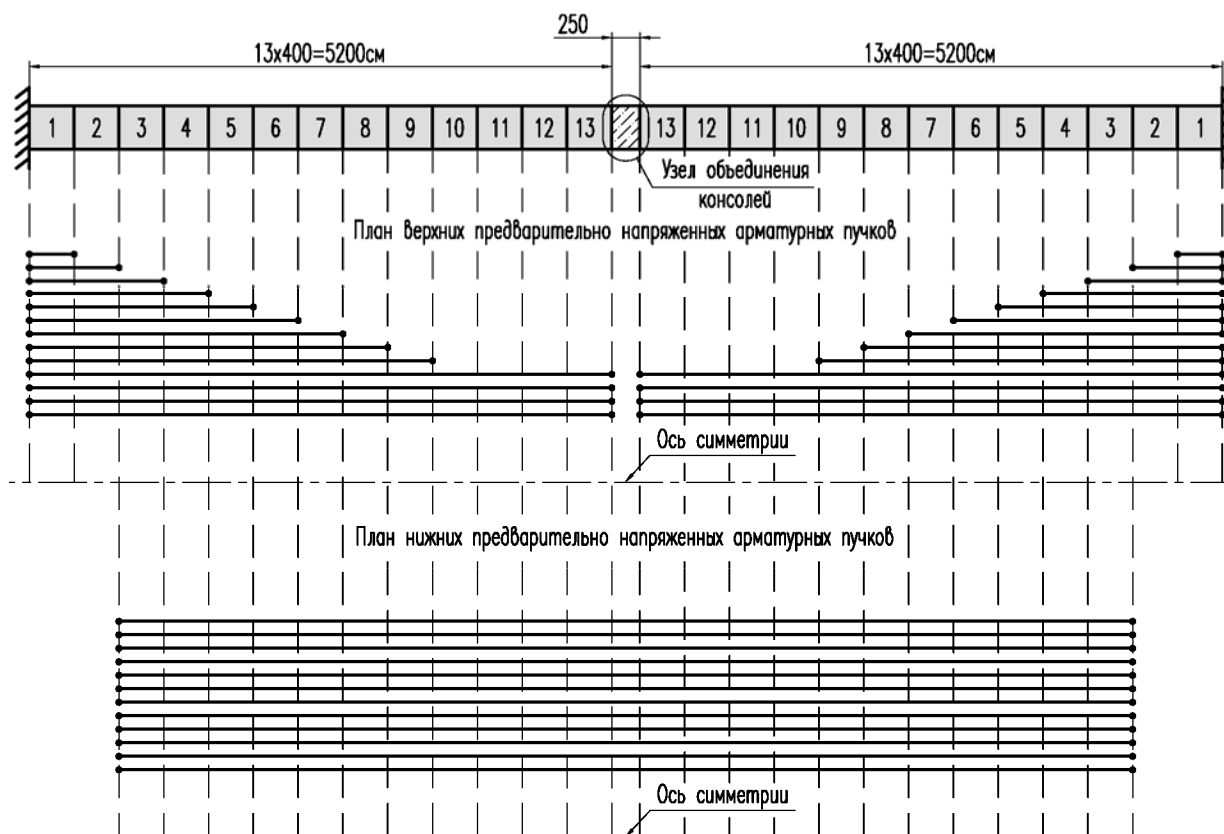 250
13х400=5200см 13х400=5200см
1 2 3 4 5 6 7 8 9 10 11 12 13 13 12 11 10 9 8 7 6 5 4 3 2 1
Узел объединения
консолей
План верхних предварительно напряженных арматурных пучков
Ось симметрии
План нижних предварительно напряженных арматурных пучков
Ось симметрии